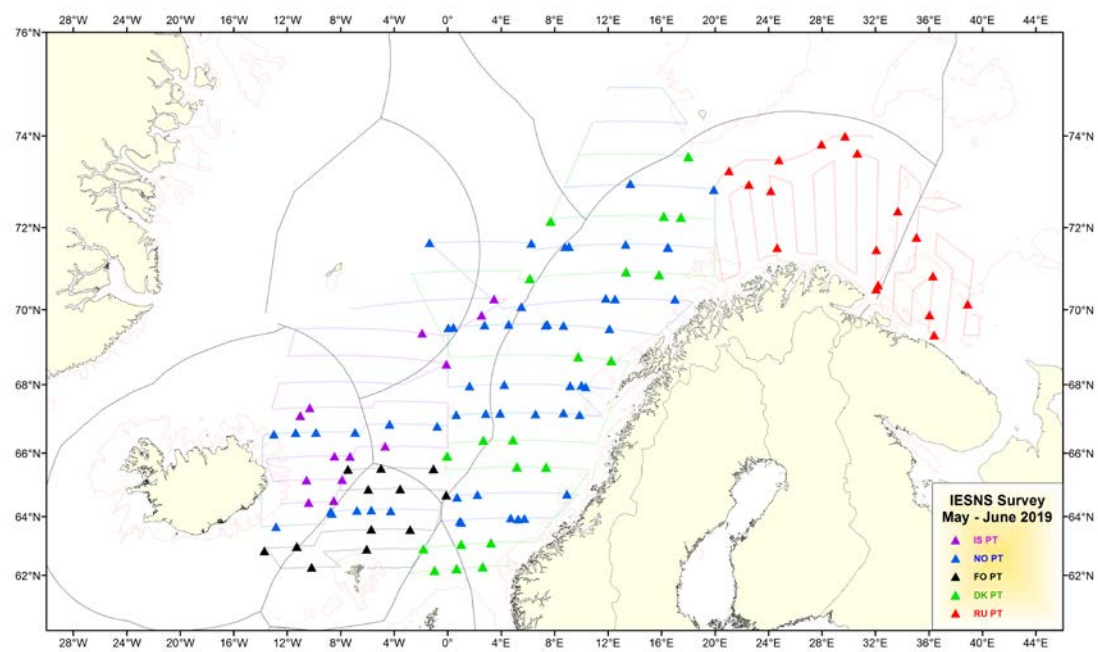 28°W 24°W 20°W 16°W 12°W 8°W 4°W 0° 4°E 8°E 12°E 16°E 20°E 24°E 28°E 32°E 36°E 40°E 44°E
76°N
74°N 74°N
72°N 72°N
70°N 70°N
68°N 68°N
66°N 66°N
64°N 64°N
62°N 62°N
IESNS Survey
May - June 2019
IS PT
NO PT
FO PT
DK PT
RU PT
28°W 24°W 20°W 16°W 12°W 8°W 4°W 0° 4°E 8°E 12°E 16°E 20°E 24°E 28°E 32°E 36°E 40°E 44°E